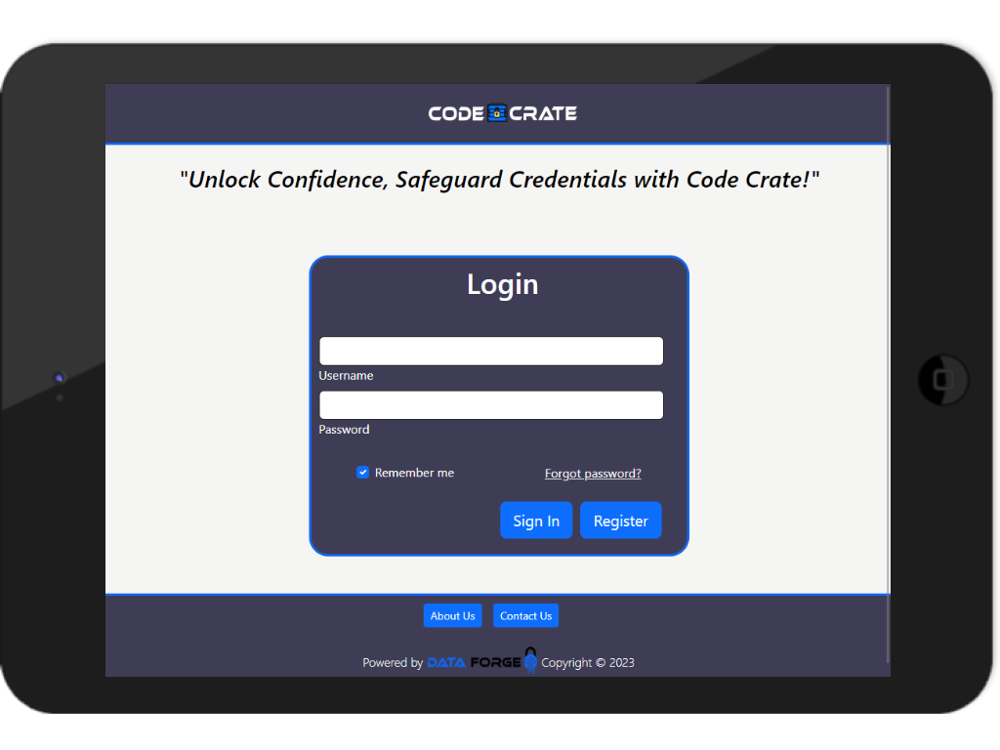 CODE CRATE
"Unlock Confidence, Safeguard Credentials with Code Crate!"
Login
Username
Password
Remember me Forgot password?
Sign In Register
About Us Contact Us
Powered by DATA FORGE Copyright © 2023